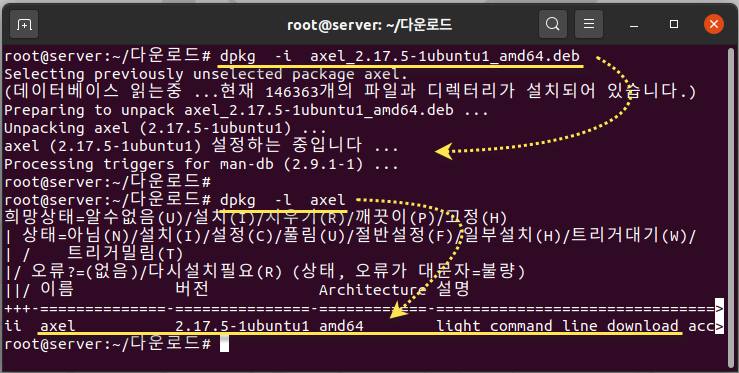 root@server: ~/다운로드
root@server:~/다운로드# dpkg -i axel_2.17.5-1ubuntu1_amd64.deb
Selecting previously unselected package axel.
(데이터베이스 읽는중 ...현재 146363개의 파일과 디렉터리가 설치되어 있습니다.)
Preparing to unpack axel_2.17.5-1ubuntu1_amd64.deb ...
Unpacking axel (2.17.5-1ubuntu1) ...
axel (2.17.5-1ubuntu1) 설정하는 중입니다 ...
Processing triggers for man-db (2.9.1-1) ...
root@server:~/다운로드#
root@server:~/다운로드# dpkg -l axel
희망상태=알수없음(U)/설치(I)/지우기(R)/깨끗이(P)/고정(H)
| 상태=아님(N)/설치(I)/설정(C)/풀림(U)/절반설정(F)/일부설치(H)/트리거대기(W)/
| / 트리거밀림(T)
|/ 오류?=(없음)/다시설치필요(R) (상태, 오류가 대문자=불량)
||/ 이름 버전 Architecture 설명
+++-==============-===============-============-===============================>
ii axel 2.17.5-1ubuntu1 amd64 light command line download acc>
root@server:~/다운로드#